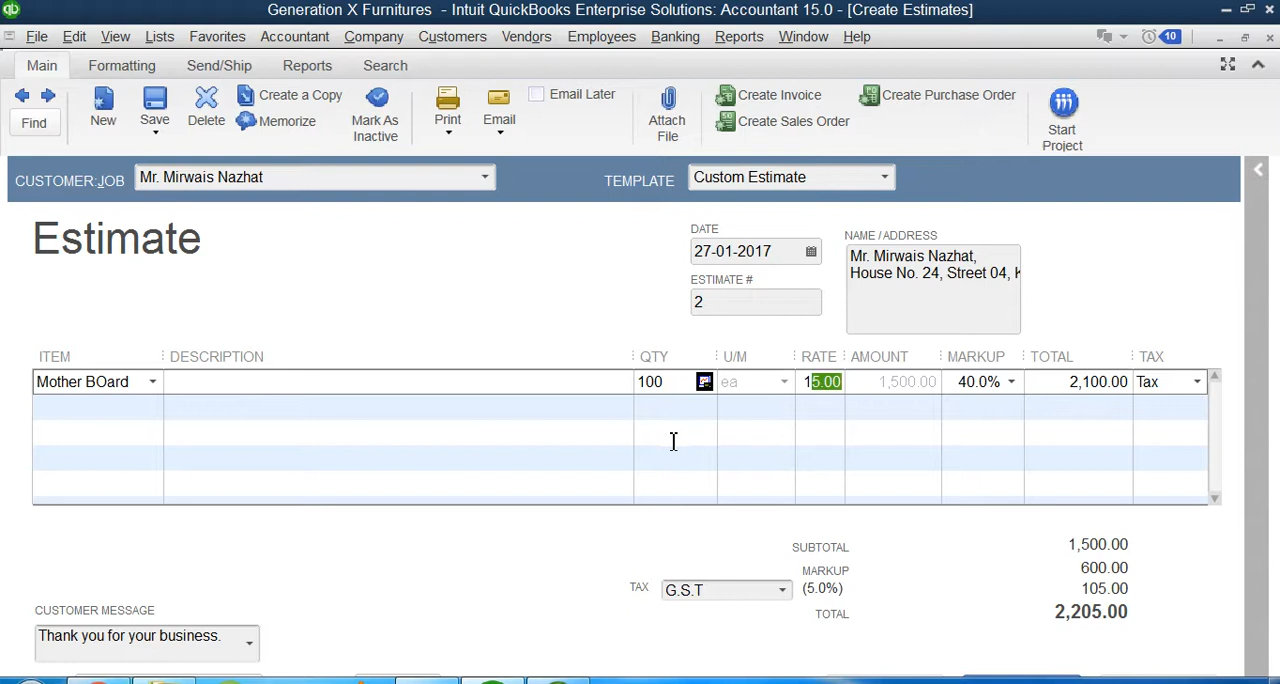 Generation X Furnitures - Intuit QuickBooks Enterprise Solutions: Accountant 15.0 - [Create Estimates]
File Edit View Lists Favorites Accountant Company Customers Vendors Employees Banking Reports Window Help 10
Main Formatting Send/Ship Reports Search
Find New Save Delete Create a Copy Memorize Mark As Inactive Print Email Email Later Attach File Create Invoice Create Sales Order Create Purchase Order Start Project
CUSTOMER:JOB Mr. Mirwais Nazhat TEMPLATE Custom Estimate
Estimate
DATE
27-01-2017
ESTIMATE #
2
NAME / ADDRESS
Mr. Mirwais Nazhat,
House No. 24, Street 04, K
ITEM DESCRIPTION QTY U/M RATE AMOUNT MARKUP TOTAL TAX
Mother BOard 100 ea 15.00 1,500.00 40.0% 2,100.00 Tax
SUBTOTAL 1,500.00
MARKUP 600.00
TAX G.S.T (5.0%) 105.00
TOTAL 2,205.00
CUSTOMER MESSAGE
Thank you for your business.